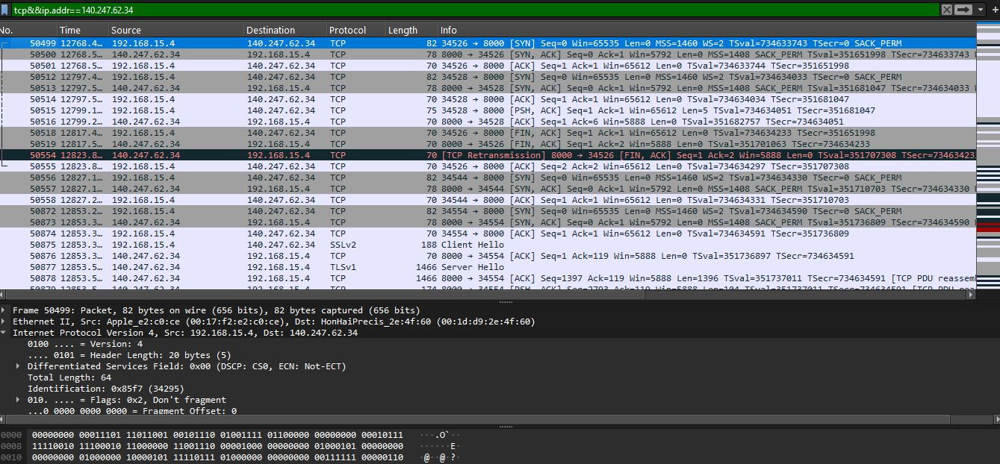 tcp&&ip.addr==140.247.62.34
No. Time Source Destination Protocol Length Info
50499 12768.4… 192.168.15.4 140.247.62.34 TCP 82 34526 → 8000 [SYN] Seq=0 Win=65535 Len=0 MSS=1460 WS=2 TSval=734633743 TSecr=0 SACK_PERM
50500 12768.5… 140.247.62.34 192.168.15.4 TCP 78 8000 → 34526 [SYN, ACK] Seq=0 Ack=1 Win=5792 Len=0 MSS=1408 SACK_PERM TSval=351651998 TSecr=734633743 W
50501 12768.5… 192.168.15.4 140.247.62.34 TCP 70 34526 → 8000 [ACK] Seq=1 Ack=1 Win=65612 Len=0 TSval=734633744 TSecr=351651998
50512 12797.4… 192.168.15.4 140.247.62.34 TCP 82 34528 → 8000 [SYN] Seq=0 Win=65535 Len=0 MSS=1460 WS=2 TSval=734634033 TSecr=0 SACK_PERM
50513 12797.5… 140.247.62.34 192.168.15.4 TCP 78 8000 → 34528 [SYN, ACK] Seq=0 Ack=1 Win=5792 Len=0 MSS=1408 SACK_PERM TSval=351681047 TSecr=734634033 W
50514 12797.5… 192.168.15.4 140.247.62.34 TCP 70 34528 → 8000 [ACK] Seq=1 Ack=1 Win=65612 Len=0 TSval=734634034 TSecr=351681047
50515 12799.1… 192.168.15.4 140.247.62.34 TCP 75 34528 → 8000 [PSH, ACK] Seq=1 Ack=1 Win=65612 Len=5 TSval=734634051 TSecr=351681047
50516 12799.2… 140.247.62.34 192.168.15.4 TCP 70 8000 → 34528 [ACK] Seq=1 Ack=6 Win=5888 Len=0 TSval=351682757 TSecr=734634051
50518 12817.4… 192.168.15.4 140.247.62.34 TCP 70 34526 → 8000 [FIN, ACK] Seq=1 Ack=1 Win=65612 Len=0 TSval=734634233 TSecr=351651998
50519 12817.5… 140.247.62.34 192.168.15.4 TCP 70 8000 → 34526 [FIN, ACK] Seq=1 Ack=2 Win=5888 Len=0 TSval=351701063 TSecr=734634233
50554 12823.8… 140.247.62.34 192.168.15.4 TCP 70 [TCP Retransmission] 8000 → 34526 [FIN, ACK] Seq=1 Ack=2 Win=5888 Len=0 TSval=351707308 TSecr=734634233
50555 12823.8… 192.168.15.4 140.247.62.34 TCP 70 34526 → 8000 [ACK] Seq=2 Ack=2 Win=65612 Len=0 TSval=734634297 TSecr=351707308
50556 12827.1… 192.168.15.4 140.247.62.34 TCP 82 34544 → 8000 [SYN] Seq=0 Win=65535 Len=0 MSS=1460 WS=2 TSval=734634330 TSecr=0 SACK_PERM
50557 12827.2… 140.247.62.34 192.168.15.4 TCP 78 8000 → 34544 [SYN, ACK] Seq=0 Ack=1 Win=5792 Len=0 MSS=1408 SACK_PERM TSval=351710703 TSecr=734634330 W
50558 12827.2… 192.168.15.4 140.247.62.34 TCP 70 34544 → 8000 [ACK] Seq=1 Ack=1 Win=65612 Len=0 TSval=734634331 TSecr=351710703
50872 12853.2… 192.168.15.4 140.247.62.34 TCP 82 34554 → 8000 [SYN] Seq=0 Win=65535 Len=0 MSS=1460 WS=2 TSval=734634590 TSecr=0 SACK_PERM
50873 12853.3… 140.247.62.34 192.168.15.4 TCP 78 8000 → 34554 [SYN, ACK] Seq=0 Ack=1 Win=5792 Len=0 MSS=1408 SACK_PERM TSval=351736809 TSecr=734634590 W
50874 12853.3… 192.168.15.4 140.247.62.34 TCP 70 34554 → 8000 [ACK] Seq=1 Ack=1 Win=65612 Len=0 TSval=734634591 TSecr=351736809
50875 12853.3… 192.168.15.4 140.247.62.34 SSLv2 188 Client Hello
50876 12853.3… 140.247.62.34 192.168.15.4 TCP 70 8000 → 34554 [ACK] Seq=1 Ack=119 Win=5888 Len=0 TSval=351736897 TSecr=734634591
50877 12853.5… 140.247.62.34 192.168.15.4 TLSv1 1466 Server Hello
50878 12853.5… 140.247.62.34 192.168.15.4 TCP 1466 8000 → 34554 [ACK] Seq=1397 Ack=119 Win=5888 Len=1396 TSval=351737011 TSecr=734634591 [TCP PDU reassem
50879 12853.5… 140.247.62.34 192.168.15.4 TCP 174 8000 → 34554 [PSH, ACK] Seq=2793 Ack=119 Win=5888 Len=104 TSval=351737011 TSecr=734634591 [TCP PDU reas
Frame 50499: Packet, 82 bytes on wire (656 bits), 82 bytes captured (656 bits)
Ethernet II, Src: Apple_e2:c0:ce (00:17:f2:e2:c0:ce), Dst: HonHaiPrecis_2e:4f:60 (00:1d:d9:2e:4f:60)
Internet Protocol Version 4, Src: 192.168.15.4, Dst: 140.247.62.34
0100 .... = Version: 4
.... 0101 = Header Length: 20 bytes (5)
Differentiated Services Field: 0x00 (DSCP: CS0, ECN: Not-ECT)
Total Length: 64
Identification: 0x85f7 (34295)
010. .... = Flags: 0x2, Don't fragment
...0 0000 0000 0000 = Fragment Offset: 0
0000 00000000 00011101 11011001 00101110 01001111 01100000 00000000 00010111 ···.O`··
0008 11110010 11100010 11000000 11001110 00001000 00000000 01000101 00000000 ······E·
0010 00000000 01000000 10000101 11110111 01000000 00000000 00111111 00000110 ·@··@·?·